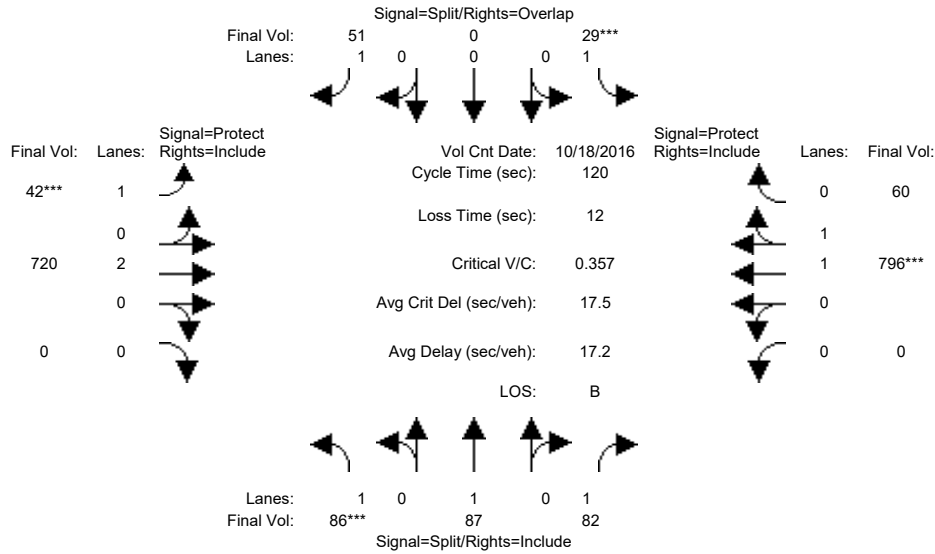 Signal=Split/Rights=Overlap
Final Vol: 51 0 29***
Lanes: 1 0 0 0 1
Signal=Protect
Final Vol: Lanes: Rights=Include
Vol Cnt Date: 10/18/2016
Signal=Protect
Rights=Include Lanes: Final Vol:
Cycle Time (sec): 120
42*** 1
0 60
Loss Time (sec): 12
0
1
720 2
Critical V/C: 0.357
1 796***
0
Avg Crit Del (sec/veh): 17.5
0
0 0
Avg Delay (sec/veh): 17.2
0 0
LOS: B
Lanes: 1 0 1 0 1
Final Vol: 86*** 87 82
Signal=Split/Rights=Include